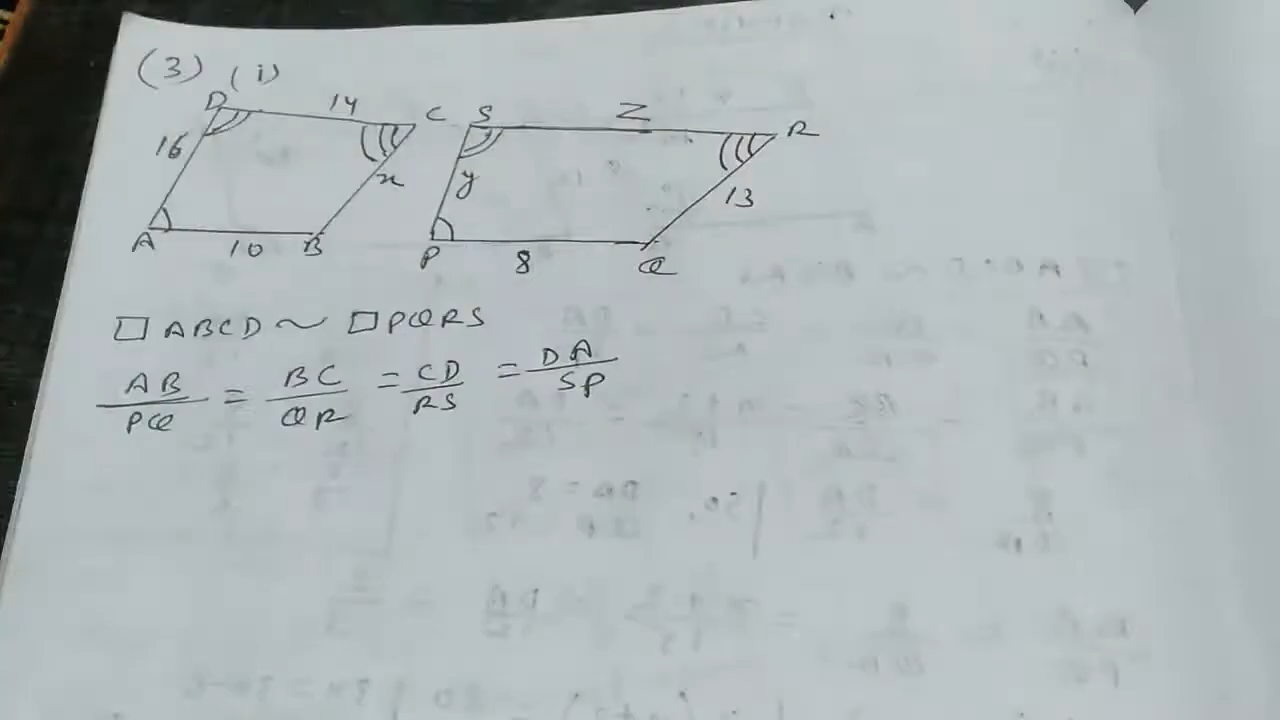 (3) (i)
D 14 C S Z R
16 x y 13
A 10 B P 8 Q
□ ABCD ~ □ PQRS
AB/PQ = BC/QR = CD/RS = DA/SP